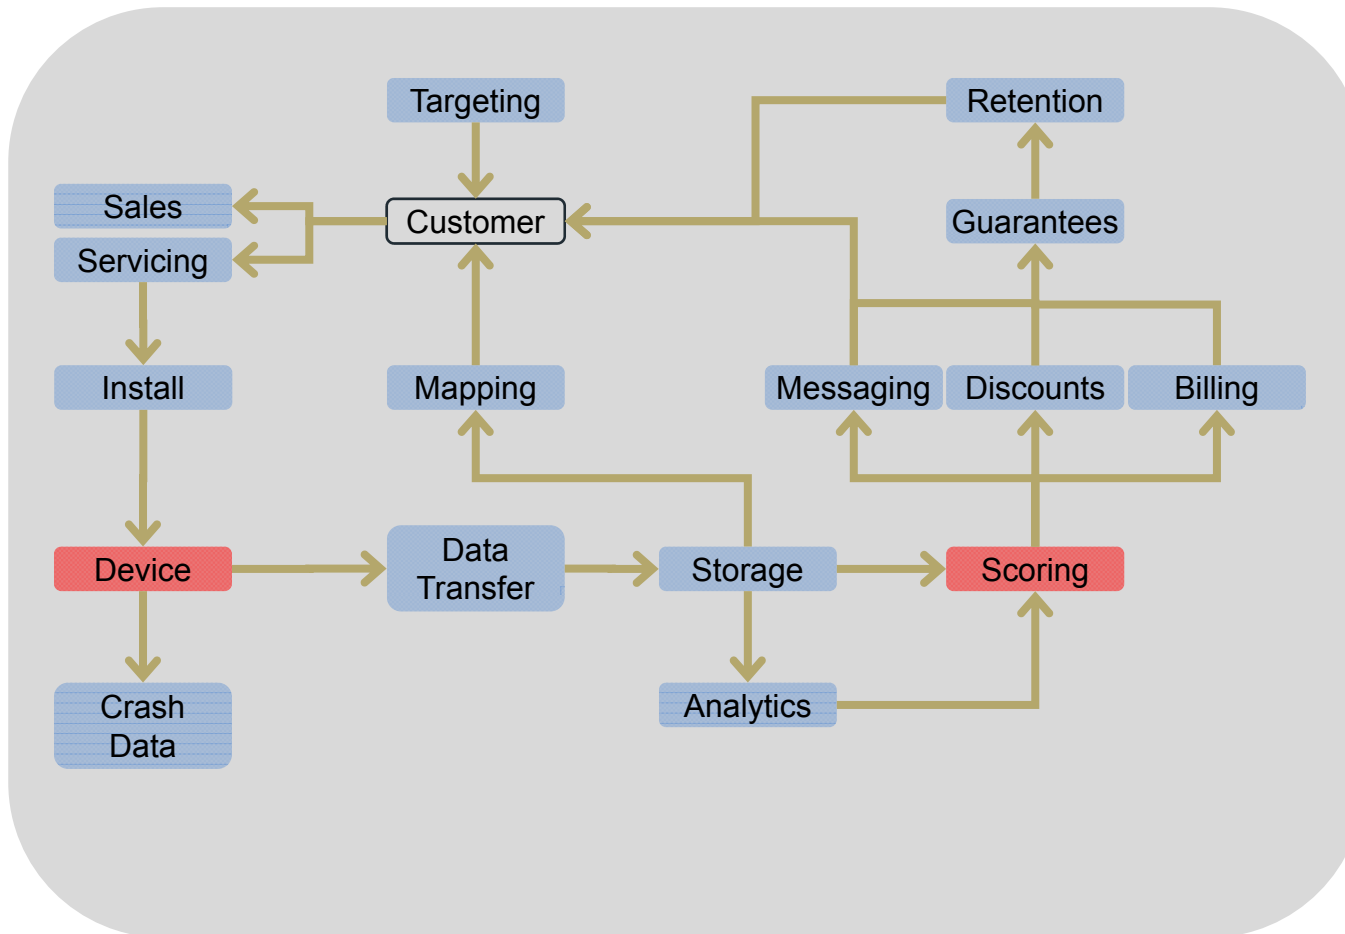 Targeting
Retention
Sales
Customer
Guarantees
Servicing
Install
Mapping
Messaging
Discounts
Billing
Device
Data
Transfer
Storage
Scoring
Crash
Data
Analytics